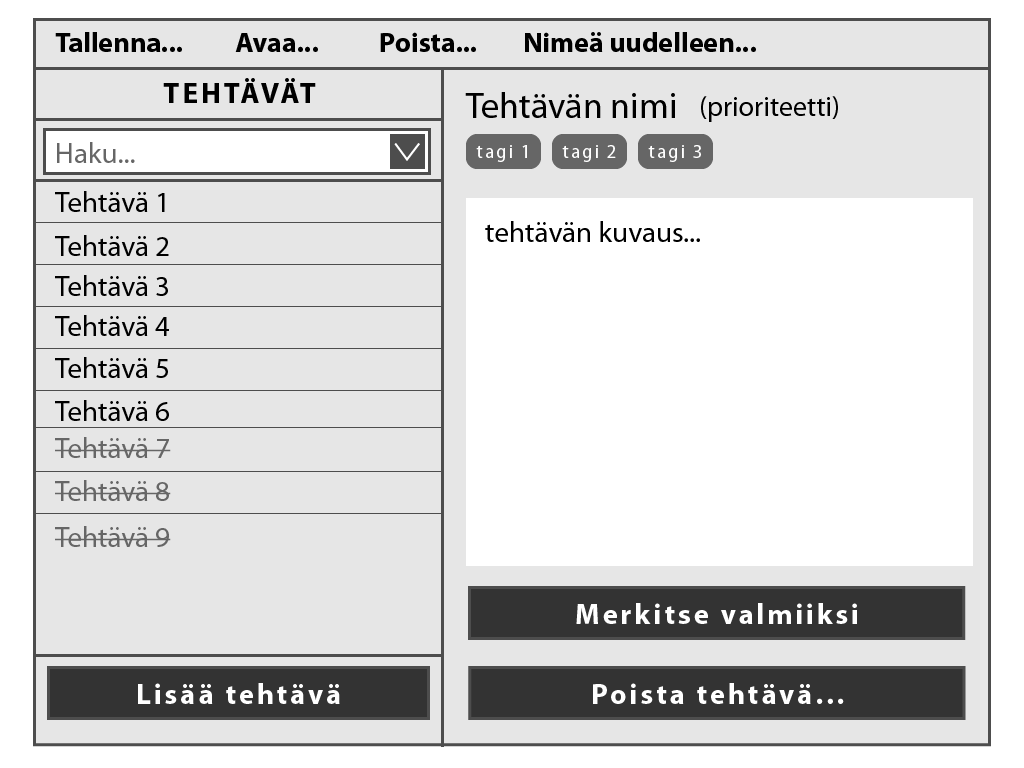 Tallenna... Avaa... Poista... Nimeä uudelleen...
TEHTÄVÄT
Haku...
Tehtävä 1
Tehtävä 2
Tehtävä 3
Tehtävä 4
Tehtävä 5
Tehtävä 6
Tehtävä 7
Tehtävä 8
Tehtävä 9
Lisää tehtävä
Tehtävän nimi (prioriteetti)
tagi 1 tagi 2 tagi 3
tehtävän kuvaus...
Merkitse valmiiksi
Poista tehtävä...